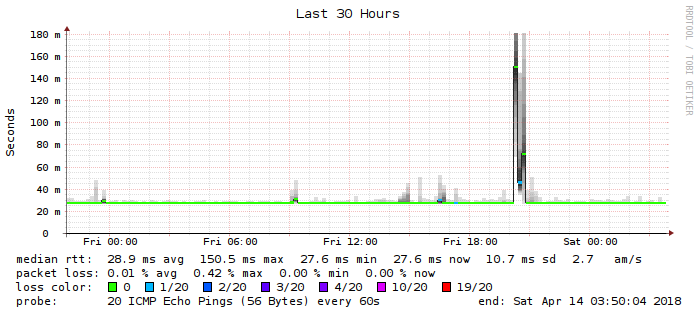 Last 30 Hours
RRDTOOL / TOBI OETIKER
Seconds
180 m
160 m
140 m
120 m
100 m
80 m
60 m
40 m
20 m
0
Fri 00:00 Fri 06:00 Fri 12:00 Fri 18:00 Sat 00:00
median rtt: 28.9 ms avg 150.5 ms max 27.6 ms min 27.6 ms now 10.7 ms sd 2.7 am/s
packet loss: 0.01 % avg 0.42 % max 0.00 % min 0.00 % now
loss color: 0 1/20 2/20 3/20 4/20 10/20 19/20
probe: 20 ICMP Echo Pings (56 Bytes) every 60s end: Sat Apr 14 03:50:04 2018